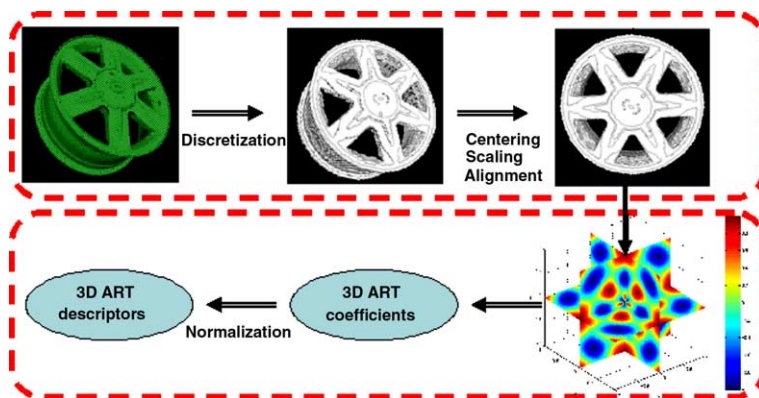 Discretization
Centering
Scaling
Alignment
3D ART
descriptors
Normalization
3D ART
coefficients